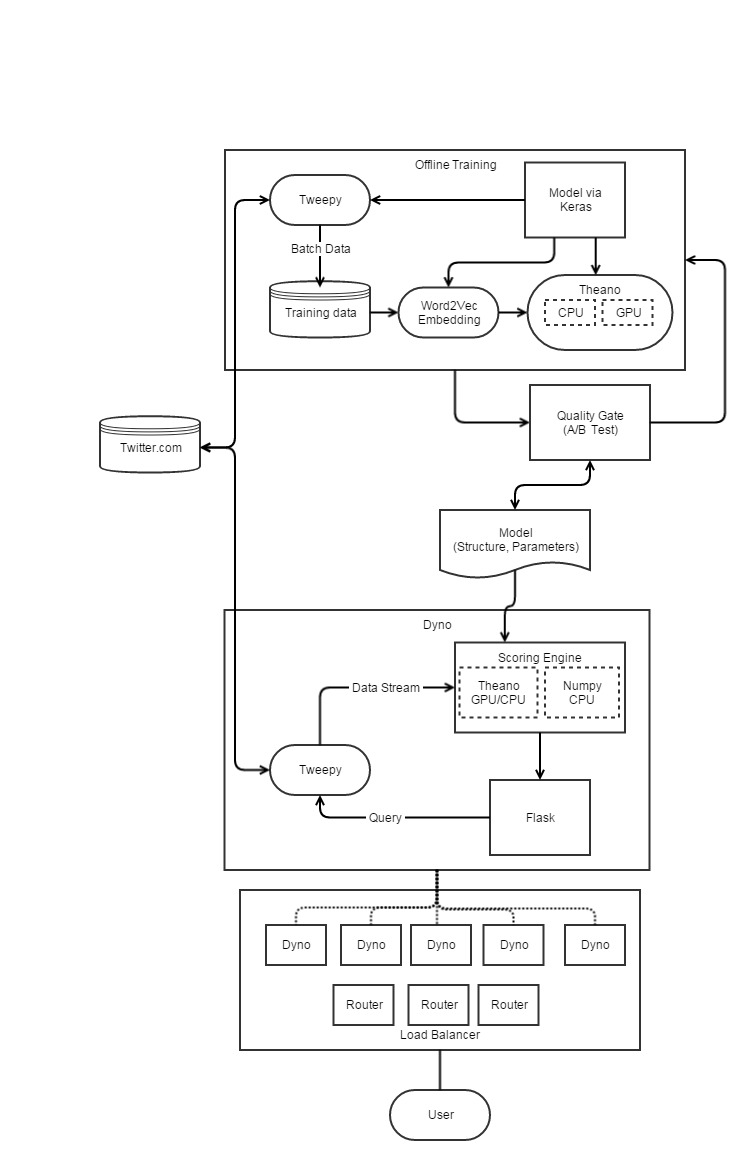 Offline Training
Tweepy
Model via
Keras
Batch Data
Training data
Word2Vec
Embedding
Theano
CPU
GPU
Quality Gate
(A/B Test)
Twitter.com
Model
(Structure, Parameters)
Dyno
Scoring Engine
Theano
GPU/CPU
Numpy
CPU
Data Stream
Tweepy
Query
Flask
Dyno
Dyno
Dyno
Dyno
Dyno
Router
Router
Router
Load Balancer
User